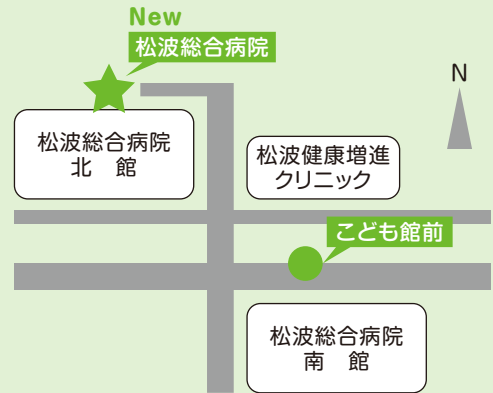 New
松波総合病院
N
松波総合病院
北　館
松波健康増進
クリニック
こども館前
松波総合病院
南　館